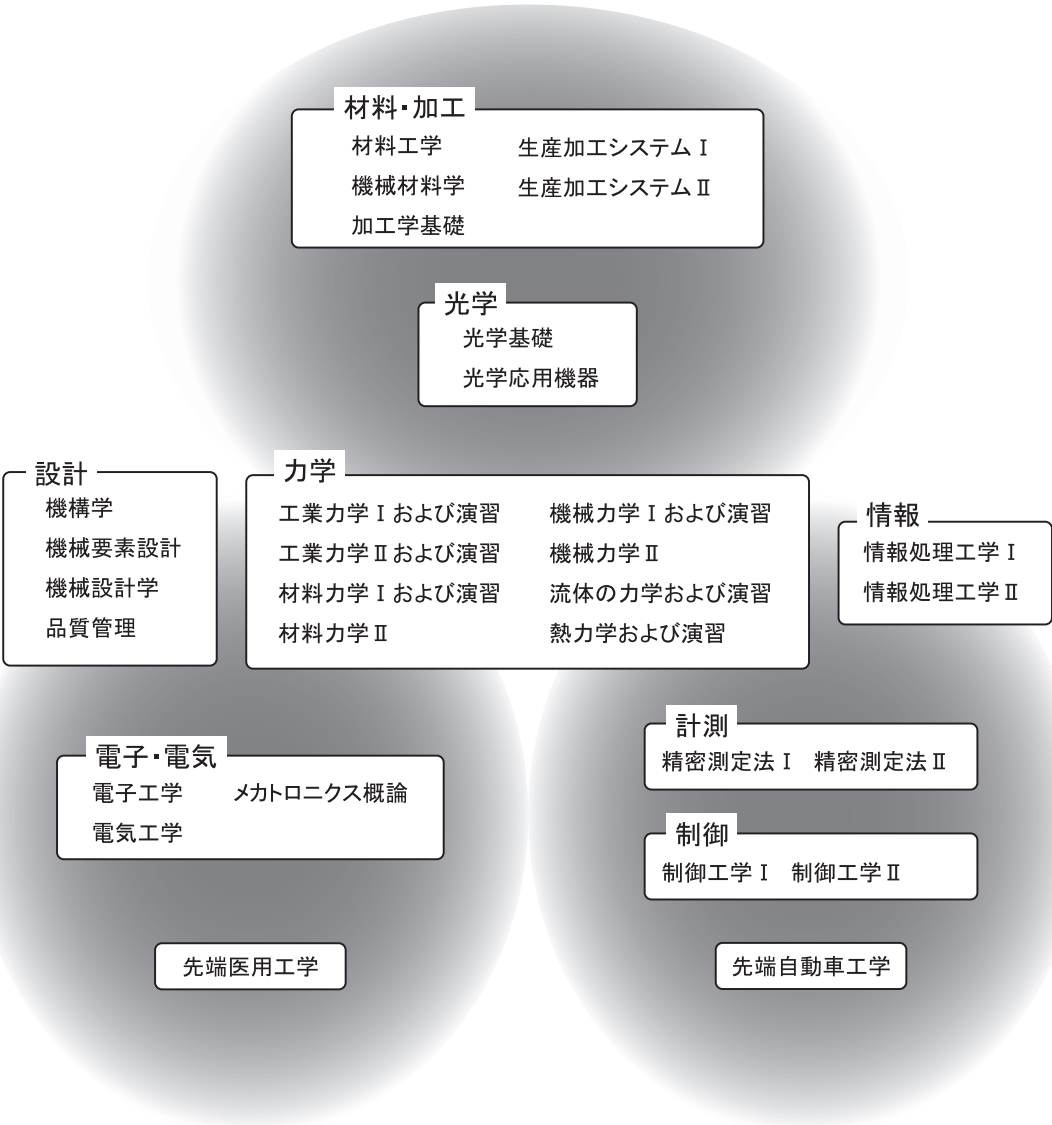 材料・加工
材料工学 生産加工システムⅠ
機械材料学 生産加工システムⅡ
加工学基礎
光学
光学基礎
光学応用機器
設計
機構学
機械要素設計
機械設計学
品質管理
力学
工業力学Ⅰおよび演習 機械力学Ⅰおよび演習
工業力学Ⅱおよび演習 機械力学Ⅱ
材料力学Ⅰおよび演習 流体の力学および演習
材料力学Ⅱ 熱力学および演習
情報
情報処理工学Ⅰ
情報処理工学Ⅱ
電子・電気
電子工学 メカトロニクス概論
電気工学
計測
精密測定法Ⅰ 精密測定法Ⅱ
制御
制御工学Ⅰ 制御工学Ⅱ
先端医用工学
先端自動車工学